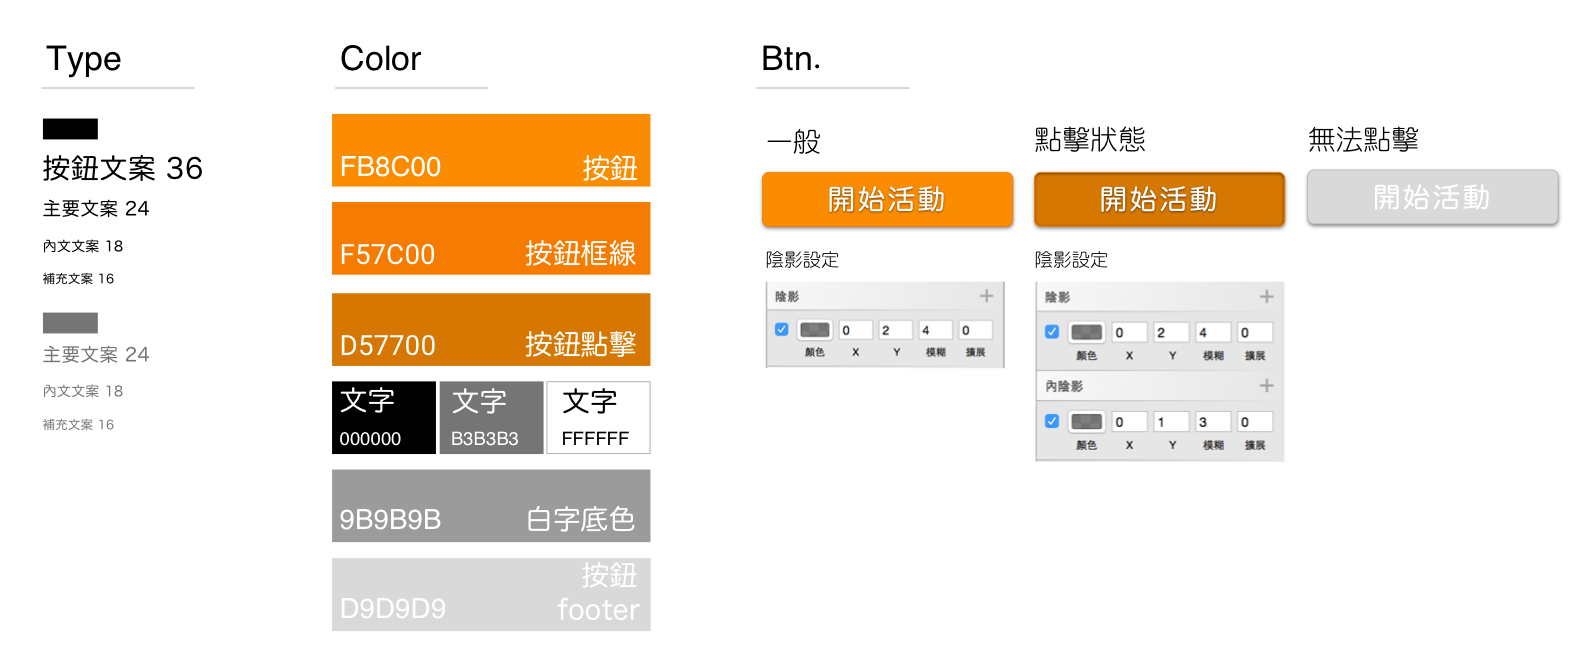 Type
按鈕文案 36
主要文案 24
內文文案 18
補充文案 16
主要文案 24
內文文案 18
補充文案 16
Color
FB8C00 按鈕
F57C00 按鈕框線
D57700 按鈕點擊
文字 文字 文字
000000 B3B3B3 FFFFFF
9B9B9B 白字底色
按鈕
D9D9D9 footer
Btn.
一般
開始活動
陰影設定
陰影 +
0 2 4 0
顏色 X Y 模糊 擴展
點擊狀態
開始活動
陰影設定
陰影 +
0 2 4 0
顏色 X Y 模糊 擴展
內陰影 +
0 1 3 0
顏色 X Y 模糊 擴展
無法點擊
開始活動